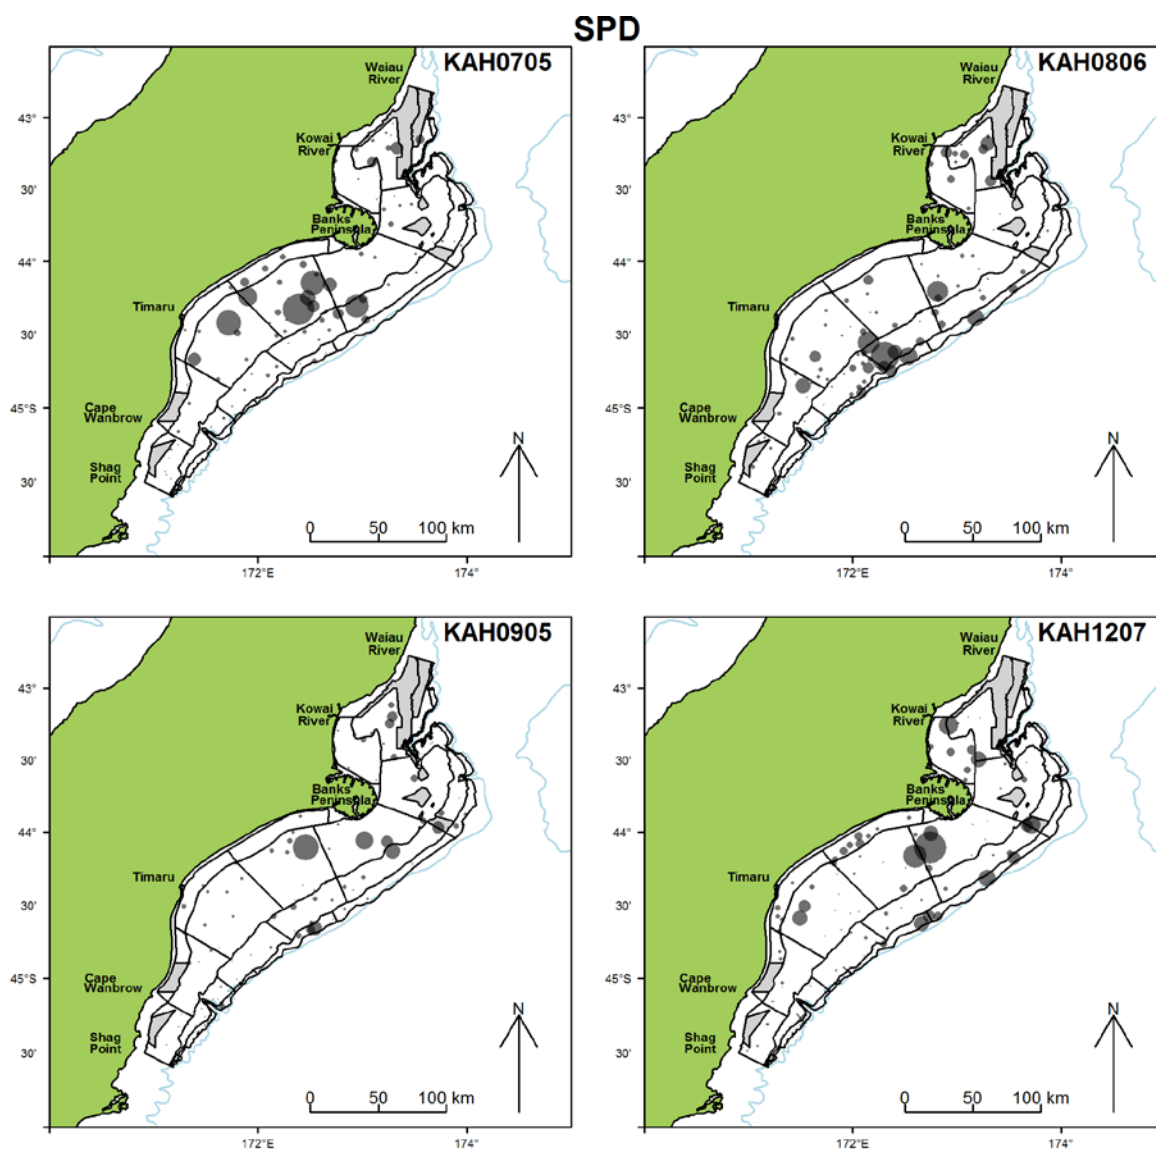 SPD
KAH0705
Waiau
River
43°
Kowai
River
30'
Banks
Peninsula
44°
Timaru
30'
Cape
Wanbrow
45°S
Shag
Point
30'
N
0 50 100 km
172°E 174°
KAH0806
Waiau
River
43°
Kowai
River
30'
Banks
Peninsula
44°
Timaru
30'
Cape
Wanbrow
45°S
Shag
Point
30'
N
0 50 100 km
172°E 174°
KAH0905
Waiau
River
43°
Kowai
River
30'
Banks
Peninsula
44°
Timaru
30'
Cape
Wanbrow
45°S
Shag
Point
30'
N
0 50 100 km
172°E 174°
KAH1207
Waiau
River
43°
Kowai
River
30'
Banks
Peninsula
44°
Timaru
30'
Cape
Wanbrow
45°S
Shag
Point
30'
N
0 50 100 km
172°E 174°